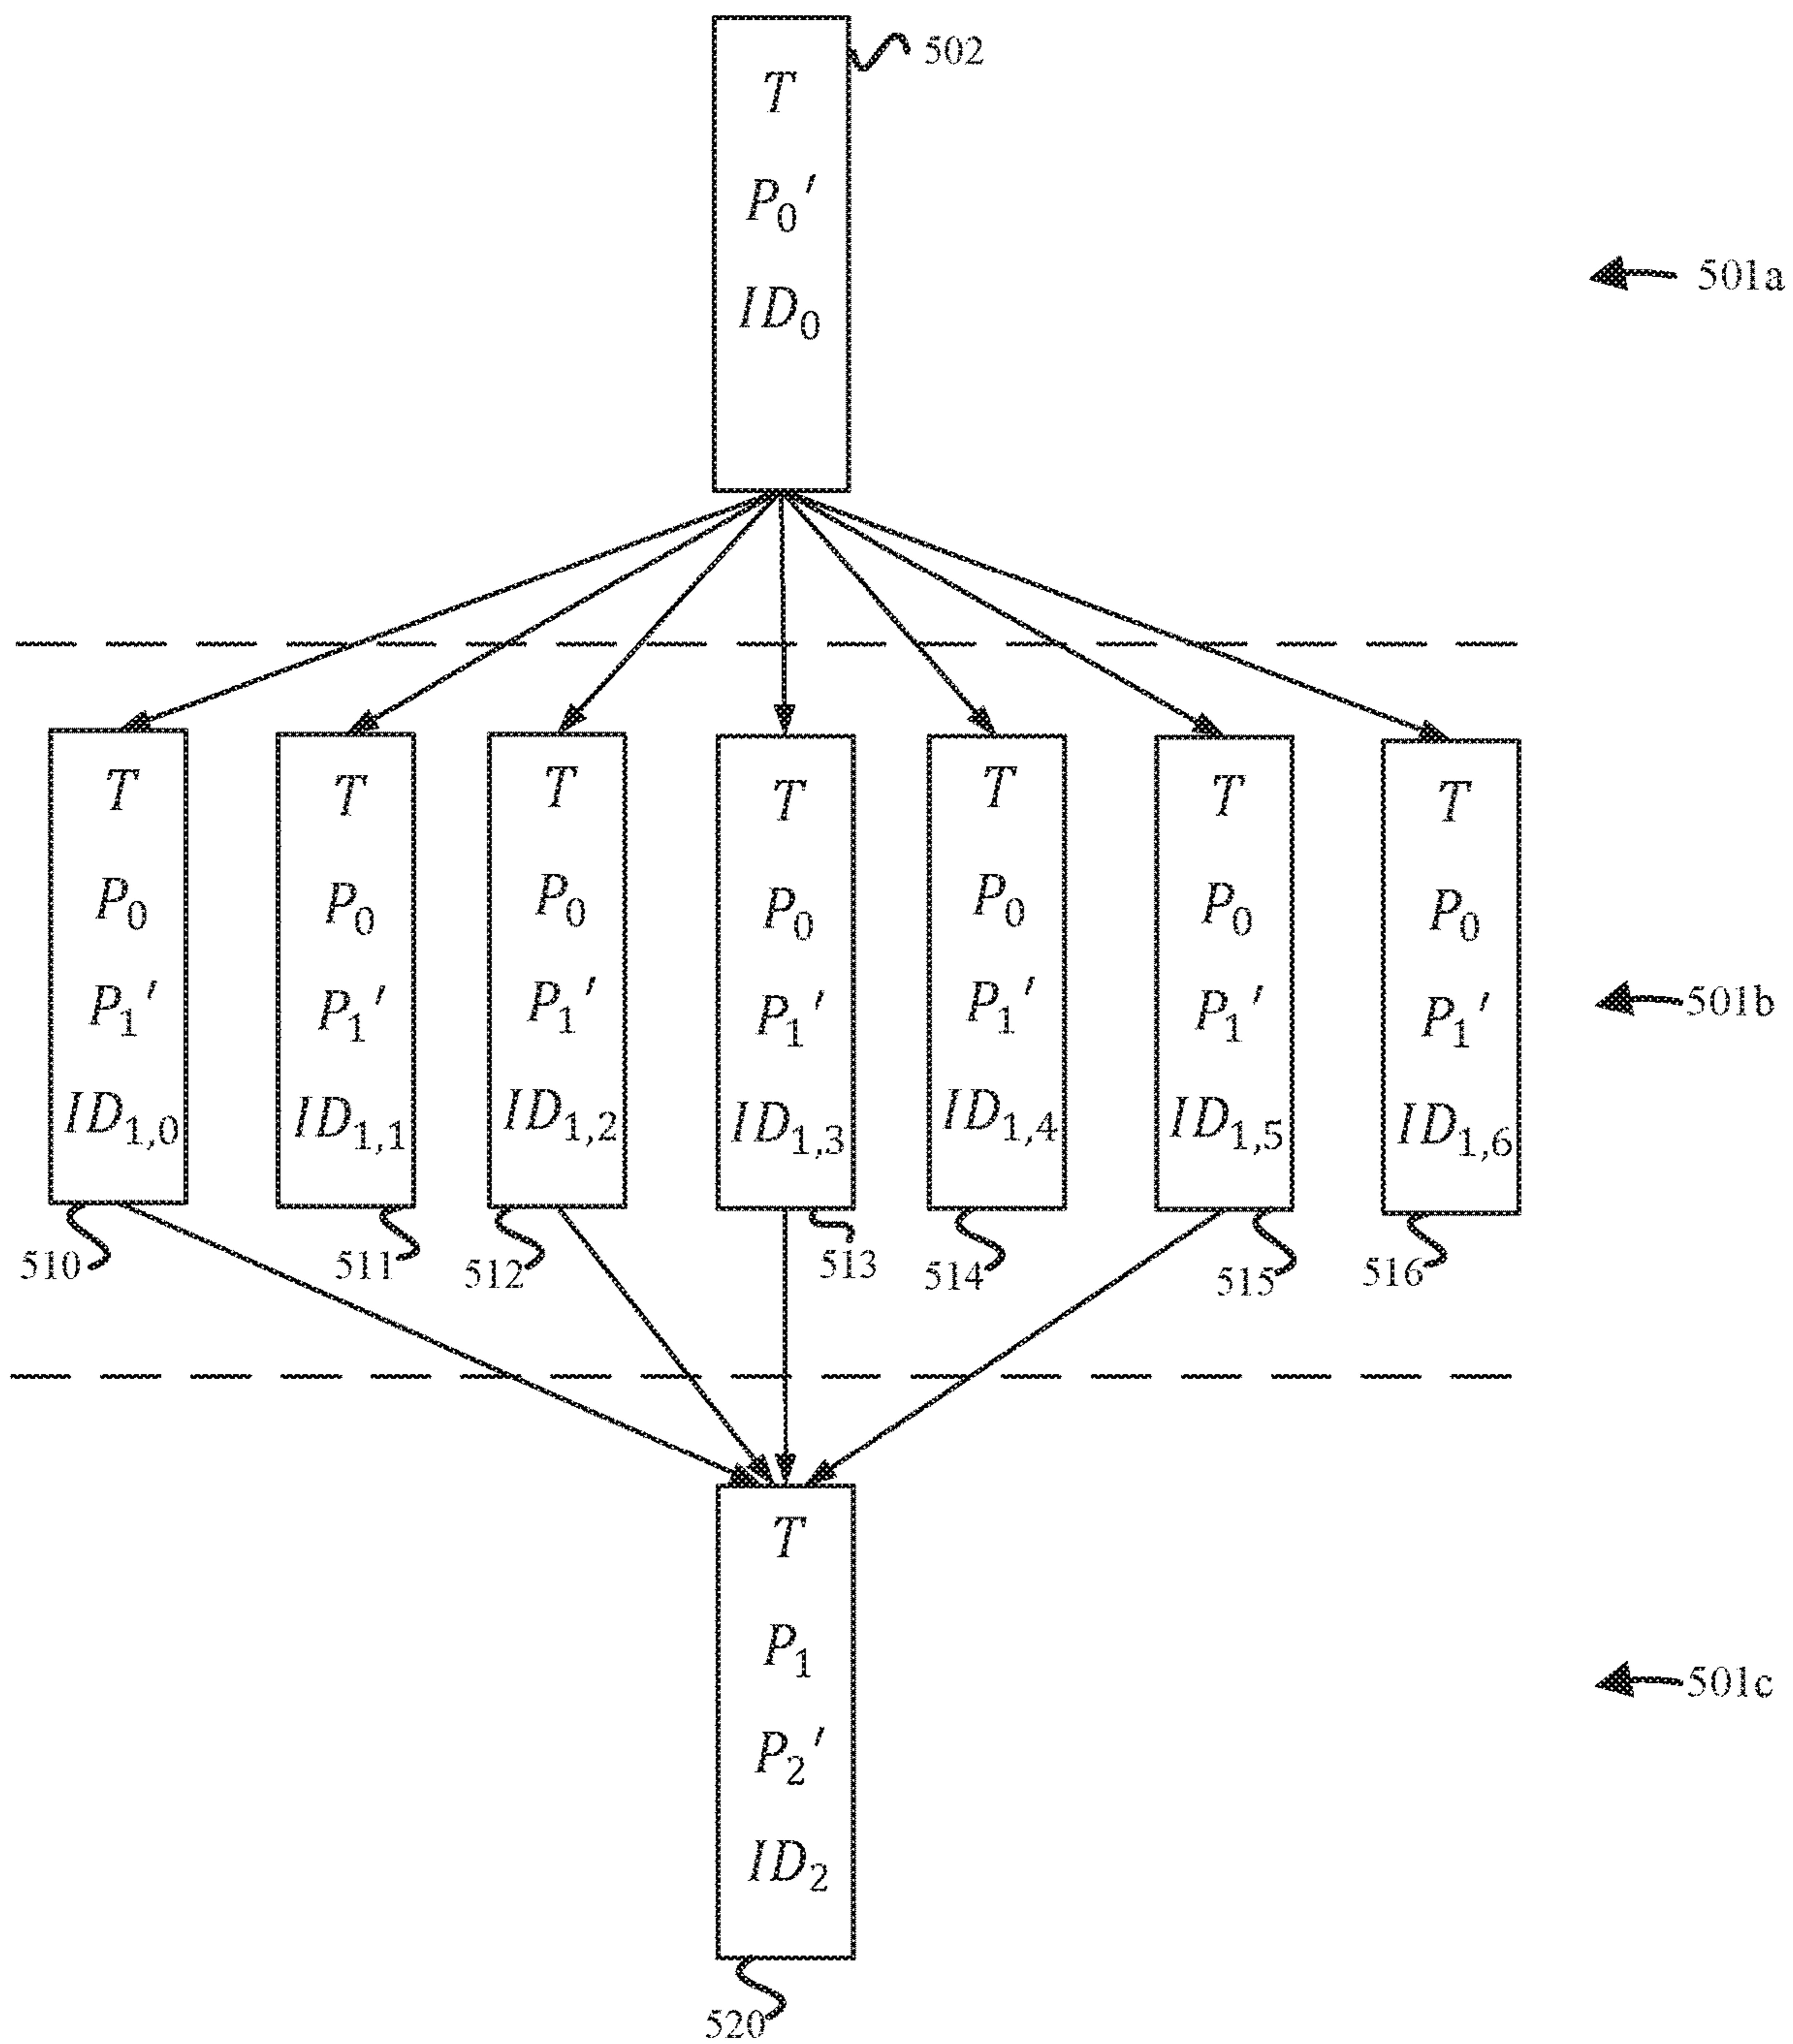 502
T
P₀′
ID₀
501a
T T T T T T T
P₀ P₀ P₀ P₀ P₀ P₀ P₀
P₁′ P₁′ P₁′ P₁′ P₁′ P₁′ P₁′
ID₁,₀ ID₁,₁ ID₁,₂ ID₁,₃ ID₁,₄ ID₁,₅ ID₁,₆
501b
510 511 512 513 514 515 516
T
P₁
P₂′
ID₂
501c
520